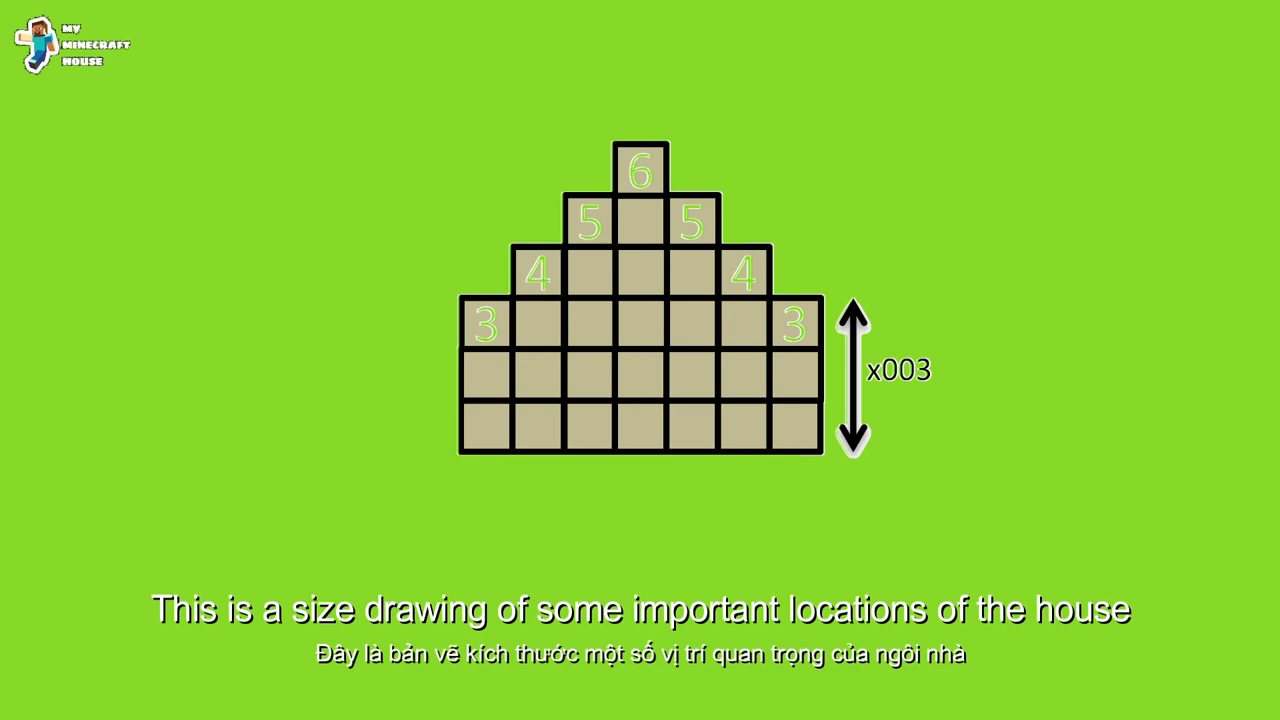 MY
MINECRAFT
HOUSE
6
5 5
4 4
3 3
x003
This is a size drawing of some important locations of the house
Đây là bản vẽ kích thước một số vị trí quan trọng của ngôi nhà